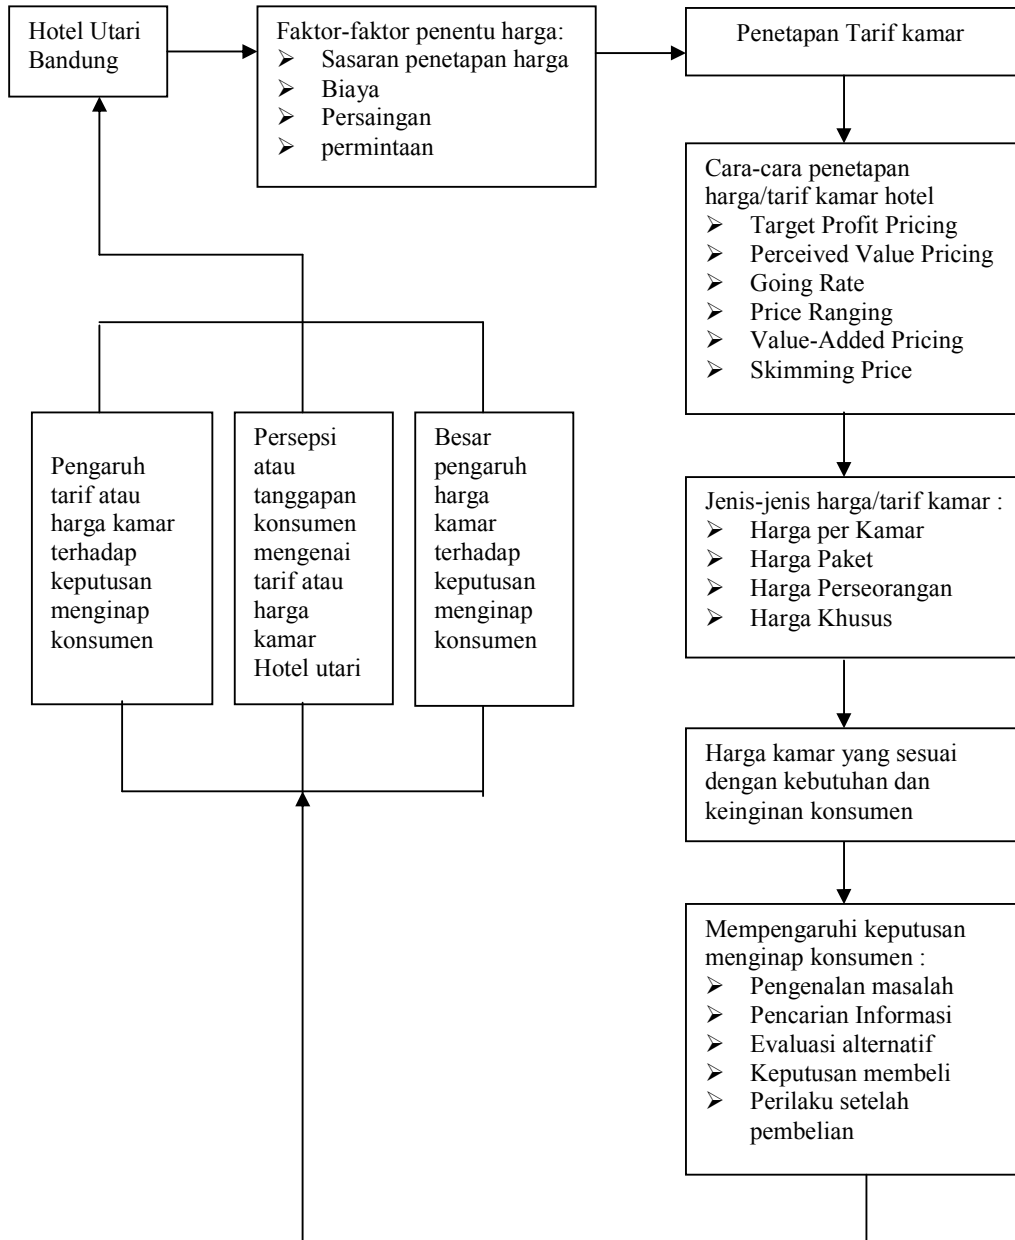 Hotel Utari
Bandung
Faktor-faktor penentu harga:
➢ Sasaran penetapan harga
➢ Biaya
➢ Persaingan
➢ permintaan
Penetapan Tarif kamar
Cara-cara penetapan
harga/tarif kamar hotel
➢ Target Profit Pricing
➢ Perceived Value Pricing
➢ Going Rate
➢ Price Ranging
➢ Value-Added Pricing
➢ Skimming Price
Jenis-jenis harga/tarif kamar :
➢ Harga per Kamar
➢ Harga Paket
➢ Harga Perseorangan
➢ Harga Khusus
Harga kamar yang sesuai
dengan kebutuhan dan
keinginan konsumen
Mempengaruhi keputusan
menginap konsumen :
➢ Pengenalan masalah
➢ Pencarian Informasi
➢ Evaluasi alternatif
➢ Keputusan membeli
➢ Perilaku setelah
pembelian
Pengaruh
tarif atau
harga kamar
terhadap
keputusan
menginap
konsumen
Persepsi
atau
tanggapan
konsumen
mengenai
tarif atau
harga
kamar
Hotel utari
Besar
pengaruh
harga
kamar
terhadap
keputusan
menginap
konsumen